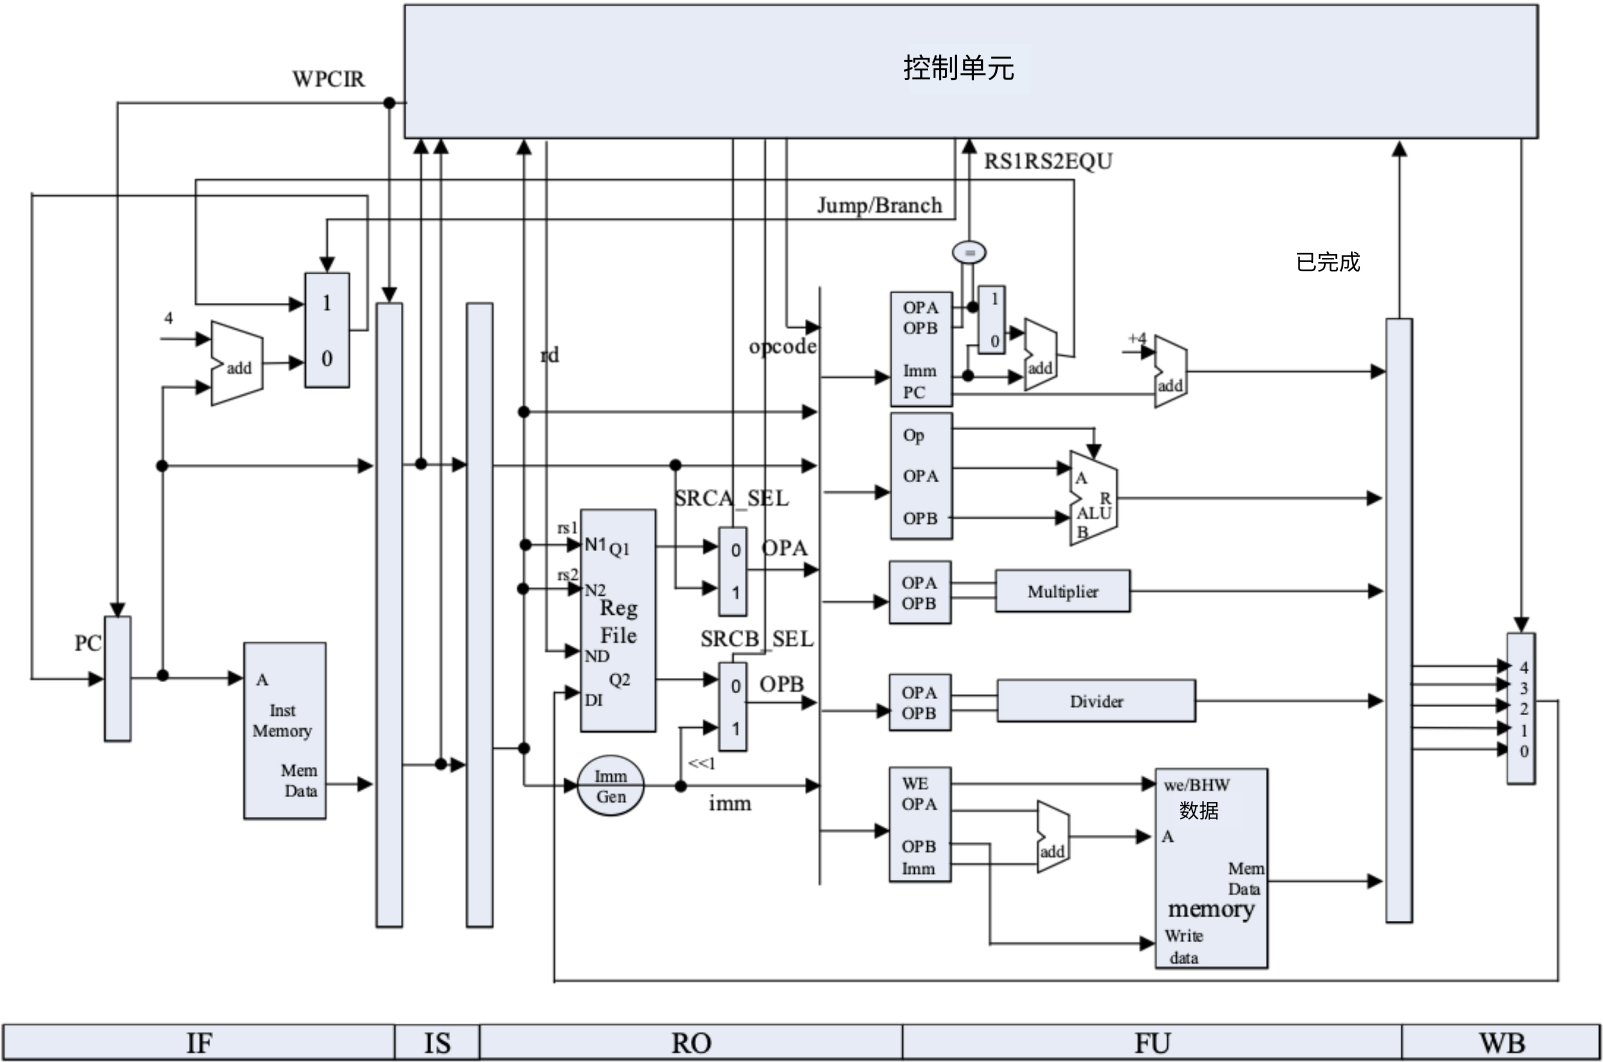 控制单元
WPCIR
RS1RS2EQU
Jump/Branch
=
已完成
4
add
1
0
rd
opcode
OPA
OPB
Imm
PC
1
0
add
+4
add
Op
OPA
OPB
A
R
ALU
B
SRCA_SEL
rs1
N1
Q1
rs2
N2
Reg
File
ND
Q2
DI
0
1
OPA
SRCB_SEL
0
1
OPB
<<1
Imm
Gen
imm
PC
A
Inst
Memory
Mem
Data
OPA
OPB
Multiplier
OPA
OPB
Divider
WE
OPA
OPB
Imm
add
we/BHW
数据
A
Mem
Data
memory
Write
data
4
3
2
1
0
IF
IS
RO
FU
WB